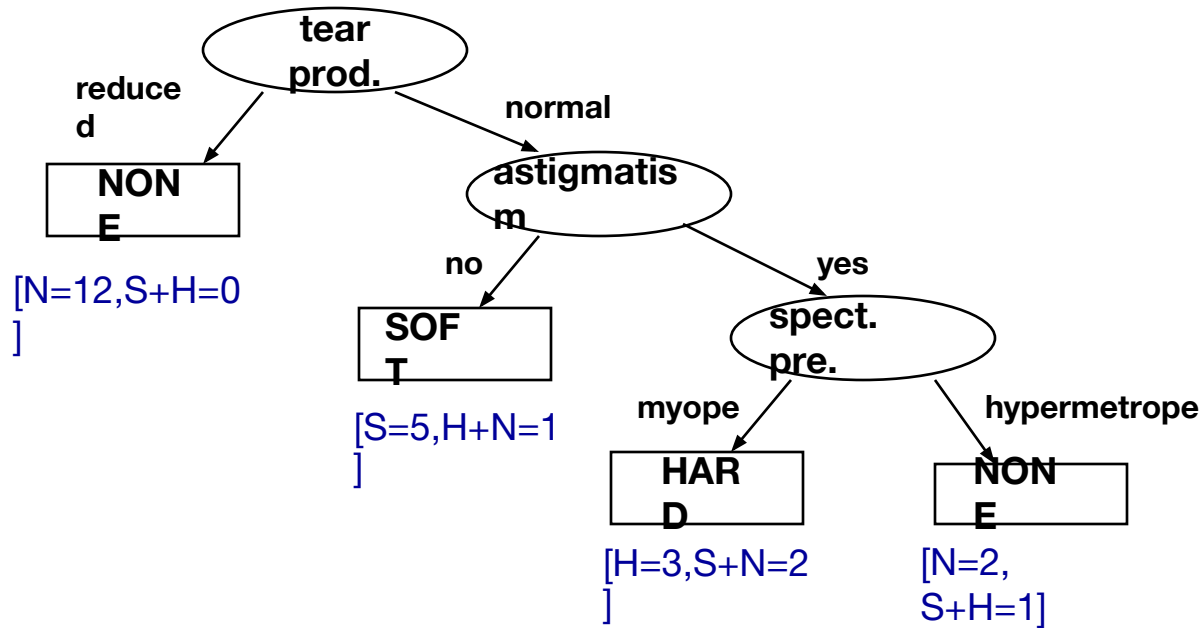 tear
prod.
reduce
d
normal
NON
E
astigmatis
m
[N=12,S+H=0
]
no
yes
SOF
T
spect.
pre.
[S=5,H+N=1
]
myope
hypermetrope
HAR
D
NON
E
[H=3,S+N=2
]
[N=2,
S+H=1]